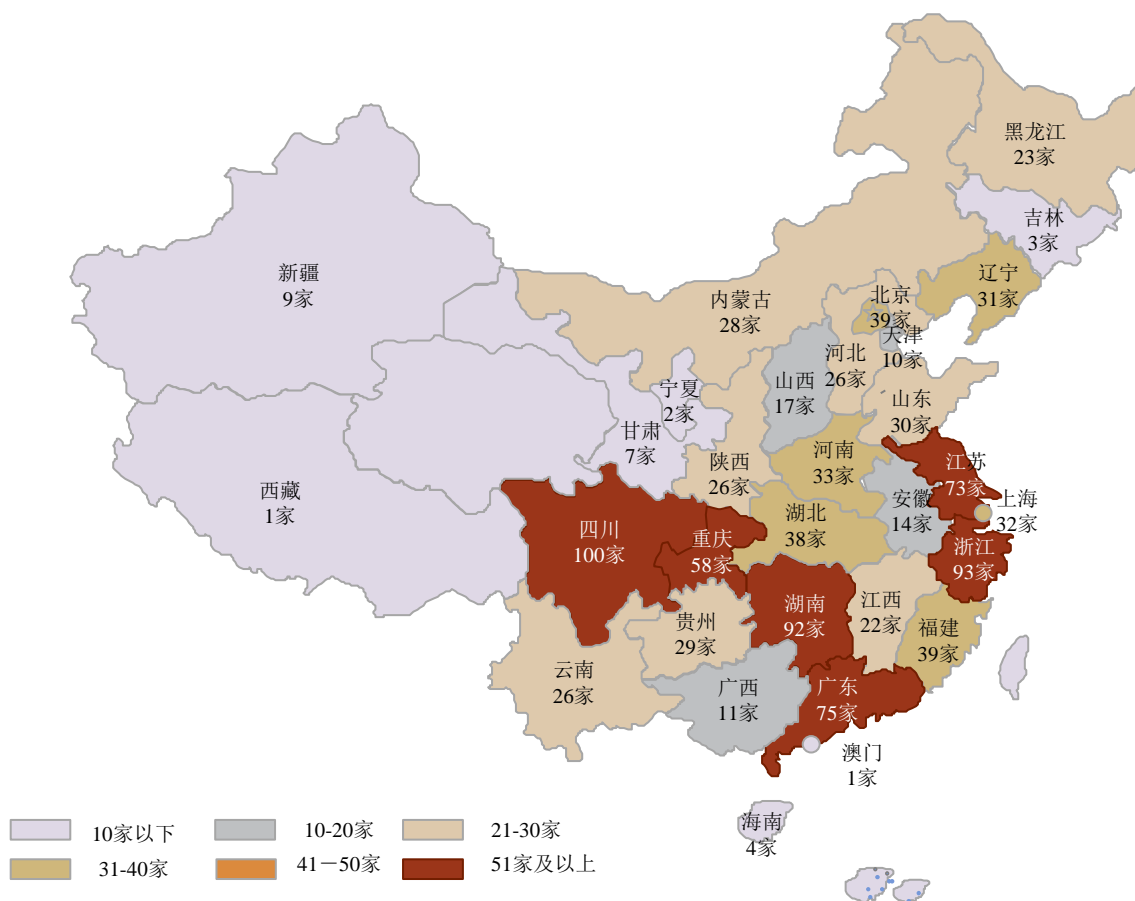 黑龙江
23家
吉林
3家
辽宁
31家
新疆
9家
内蒙古
28家
北京
39家
天津
10家
河北
26家
山西
17家
宁夏
2家
山东
30家
甘肃
7家
陕西
26家
河南
33家
江苏
73家
西藏
1家
安徽
14家
上海
32家
四川
100家
重庆
58家
湖北
38家
浙江
93家
湖南
92家
江西
22家
贵州
29家
福建
39家
云南
26家
广西
11家
广东
75家
澳门
1家
海南
4家
10家以下
10-20家
21-30家
31-40家
41－50家
51家及以上